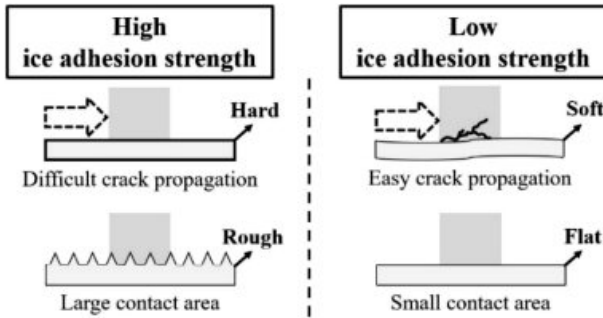 High
ice adhesion strength
Low
ice adhesion strength
Hard
Difficult crack propagation
Soft
Easy crack propagation
Rough
Large contact area
Flat
Small contact area